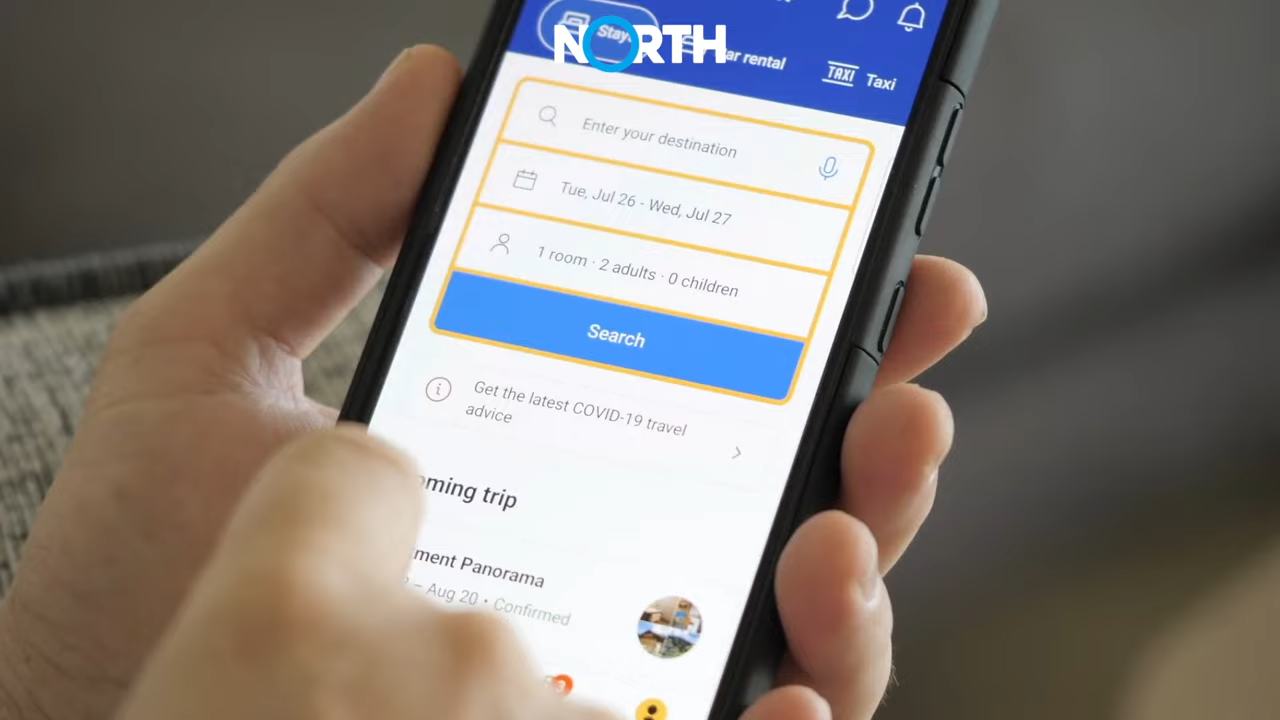 NORTH
Stay
ar rental
TAXI Taxi
Enter your destination
Tue, Jul 26 - Wed, Jul 27
1 room · 2 adults · 0 children
Search
Get the latest COVID-19 travel
advice
oming trip
ment Panorama
– Aug 20 • Confirmed